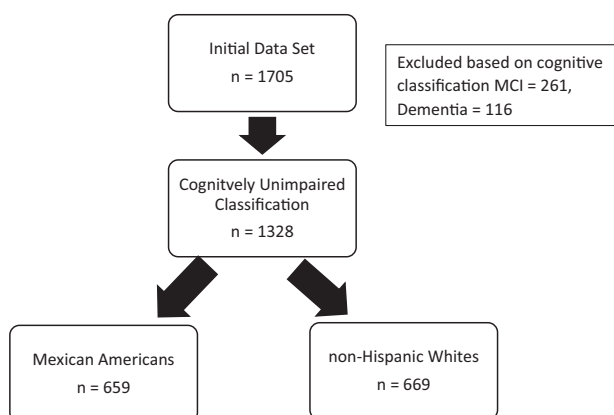 Initial Data Set
n = 1705
Excluded based on cognitive
classification MCI = 261,
Dementia = 116
Cognitvely Unimpaired
Classification
n = 1328
Mexican Americans
n = 659
non-Hispanic Whites
n = 669